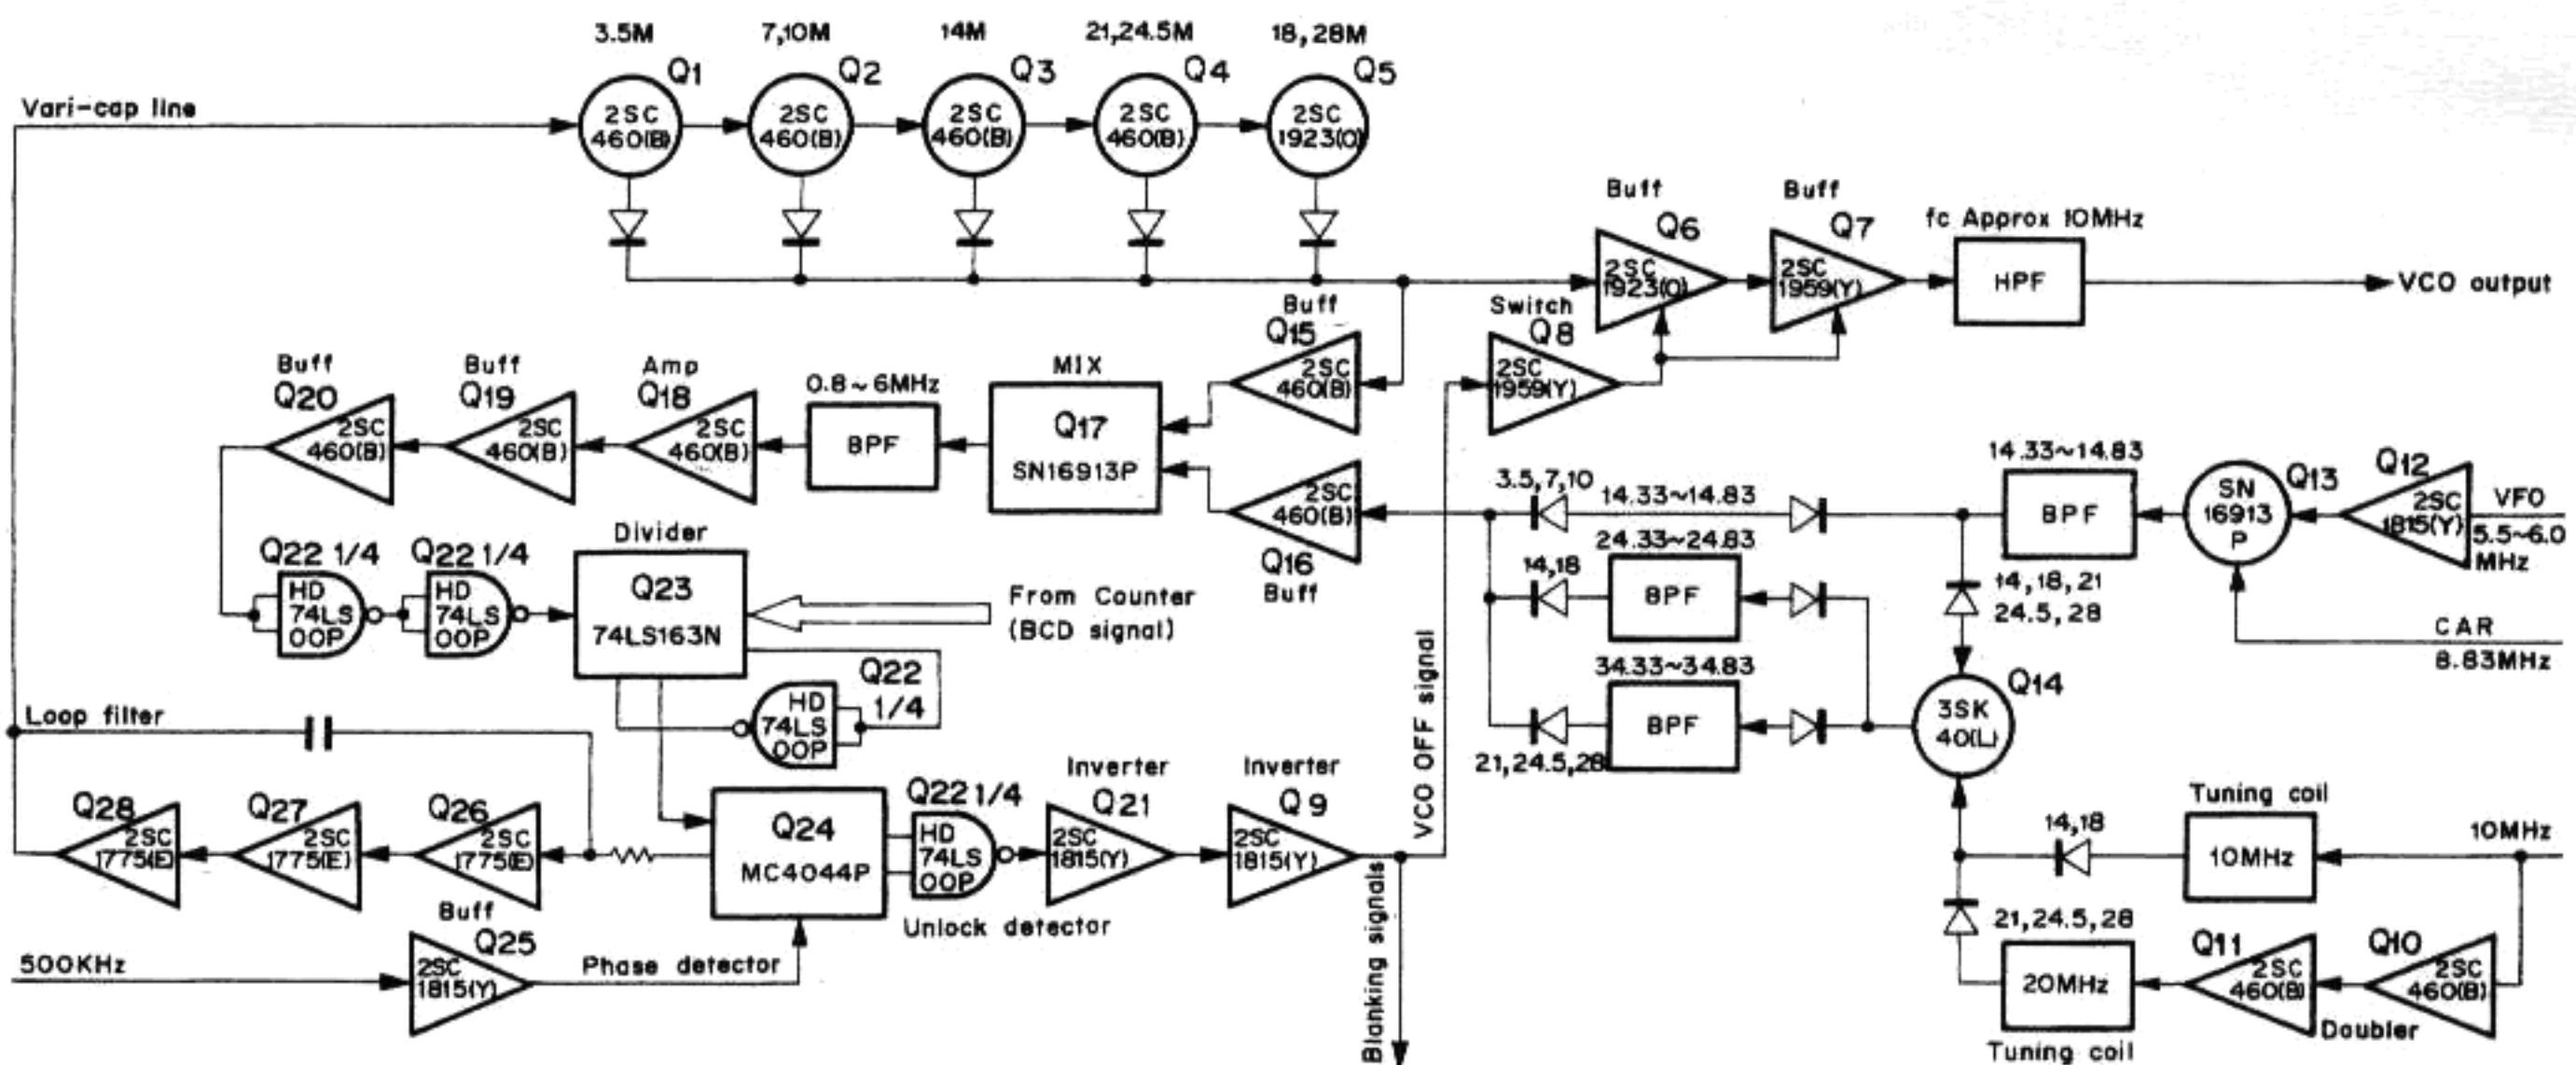 3.5M
7,10M
14M
21,24.5M
18,28M
Q1
Q2
Q3
Q4
Q5
Vari-cap line
2SC
460(B)
2SC
460(B)
2SC
460(B)
2SC
460(B)
2SC
1923(O)
Buff
Q6
2SC
1923(O)
Buff
Q7
2SC
1959(Y)
fc Approx 10MHz
HPF
VCO output
Switch
Q8
2SC
1959(Y)
Buff
Q15
2SC
460(B)
MIX
Q17
SN16913P
0.8~6MHz
BPF
Amp
Q18
2SC
460(B)
Buff
Q19
2SC
460(B)
Buff
Q20
2SC
460(B)
2SC
460(B)
Q16
Buff
3.5,7,10
14.33~14.83
14.33~14.83
BPF
SN
16913
P
Q13
Q12
2SC
1815(Y)
VFO
5.5~6.0
MHz
CAR
8.83MHz
14,18
24.33~24.83
BPF
14,18,21
24.5,28
34.33~34.83
BPF
21,24.5,28
Q14
3SK
40(L)
Q22 1/4
HD
74LS
00P
Q22 1/4
HD
74LS
00P
Divider
Q23
74LS163N
From Counter
(BCD signal)
Q22
1/4
HD
74LS
00P
Loop filter
Q28
2SC
1775(E)
Q27
2SC
1775(E)
Q26
2SC
1775(E)
Q24
MC4044P
Q22 1/4
HD
74LS
00P
Unlock detector
Inverter
Q21
2SC
1815(Y)
Inverter
Q9
2SC
1815(Y)
VCO OFF signal
Blanking signals
500KHz
Buff
Q25
2SC
1815(Y)
Phase detector
14,18
Tuning coil
10MHz
10MHz
21,24.5,28
20MHz
Tuning coil
Q11
2SC
460(B)
Doubler
Q10
2SC
460(B)